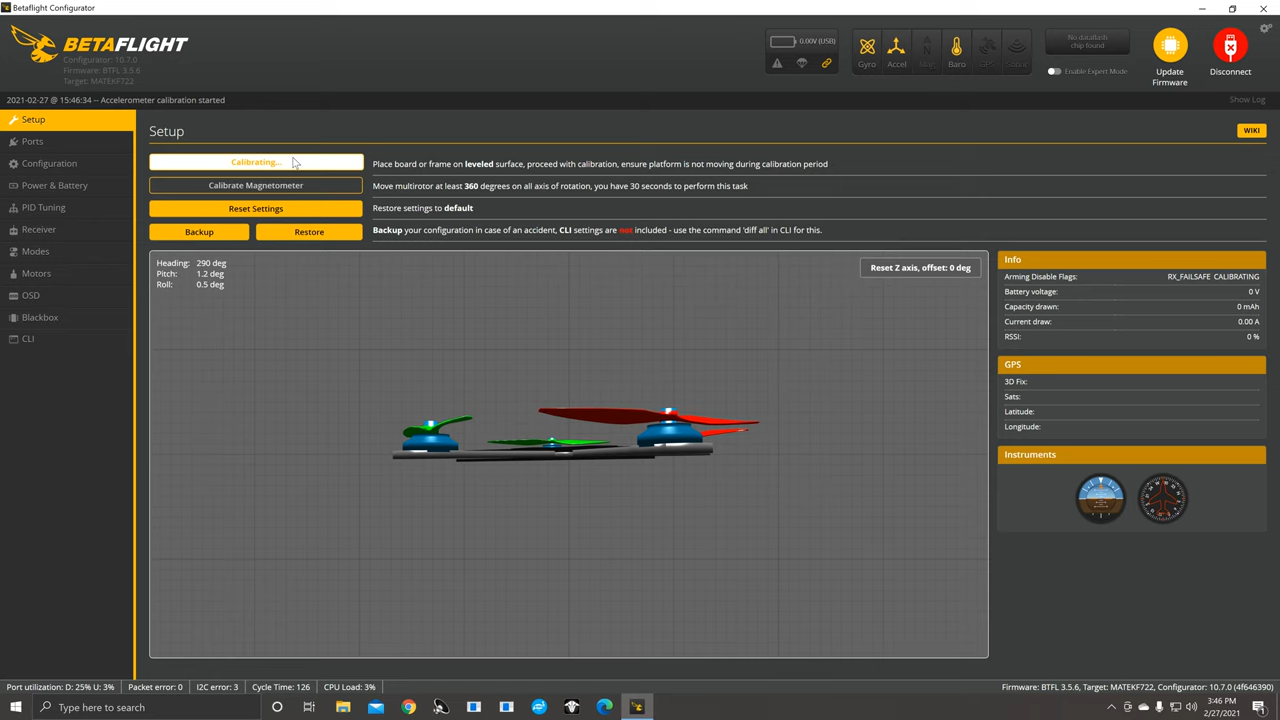 Betaflight Configurator
BETAFLIGHT
Configurator: 10.7.0
Firmware: BTFL 3.5.6
Target: MATEKF722
0.00V (USB)
Gyro
Accel
Mag
Baro
GPS
Sonar
No dataflash
chip found
Enable Expert Mode
Update
Firmware
Disconnect
2021-02-27 @ 15:46:34 -- Accelerometer calibration started
Show Log
Setup
Ports
Configuration
Power & Battery
PID Tuning
Receiver
Modes
Motors
OSD
Blackbox
CLI
Setup
WIKI
Calibrating...
Place board or frame on leveled surface, proceed with calibration, ensure platform is not moving during calibration period
Calibrate Magnetometer
Move multirotor at least 360 degrees on all axis of rotation, you have 30 seconds to perform this task
Reset Settings
Restore settings to default
Backup
Restore
Backup your configuration in case of an accident, CLI settings are not included - use the command 'diff all' in CLI for this.
Heading: 290 deg
Pitch: 1.2 deg
Roll: 0.5 deg
Reset Z axis, offset: 0 deg
Info
Arming Disable Flags: RX_FAILSAFE CALIBRATING
Battery voltage: 0 V
Capacity drawn: 0 mAh
Current draw: 0.00 A
RSSI: 0 %
GPS
3D Fix:
Sats:
Latitude:
Longitude:
Instruments
Port utilization: D: 25% U: 3%
Packet error: 0
I2C error: 3
Cycle Time: 126
CPU Load: 3%
Firmware: BTFL 3.5.6, Target: MATEKF722, Configurator: 10.7.0 (4f646390)
Type here to search
3:46 PM
2/27/2021